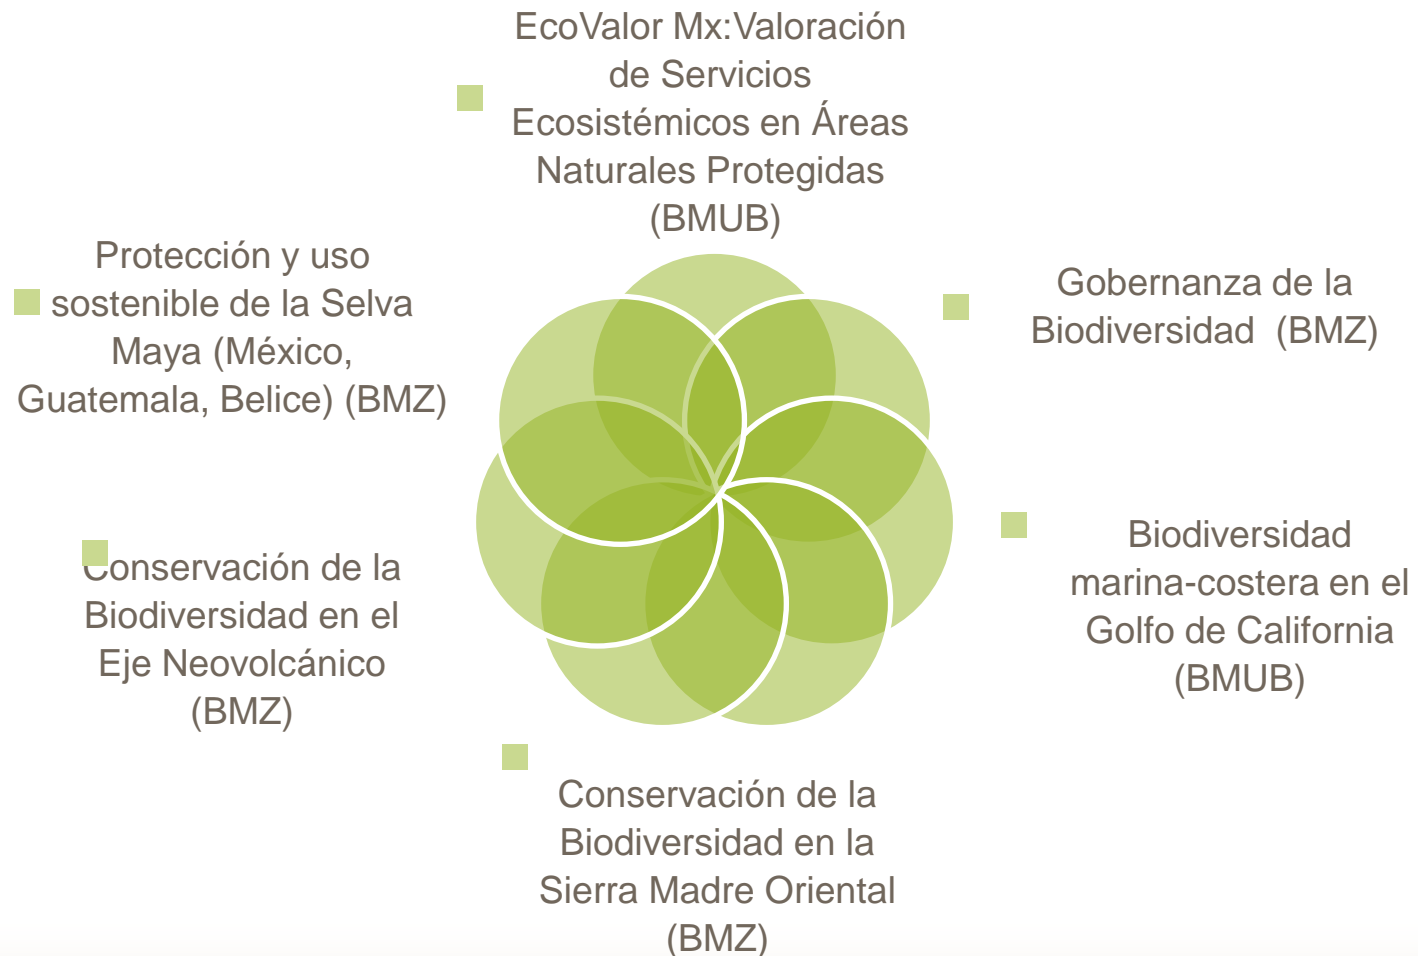 EcoValor Mx:Valoración
de Servicios
Ecosistémicos en Áreas
Naturales Protegidas
(BMUB)
Gobernanza de la
Biodiversidad (BMZ)
Biodiversidad
marina-costera en el
Golfo de California
(BMUB)
Conservación de la
Biodiversidad en la
Sierra Madre Oriental
(BMZ)
Conservación de la
Biodiversidad en el
Eje Neovolcánico
(BMZ)
Protección y uso
sostenible de la Selva
Maya (México,
Guatemala, Belice) (BMZ)